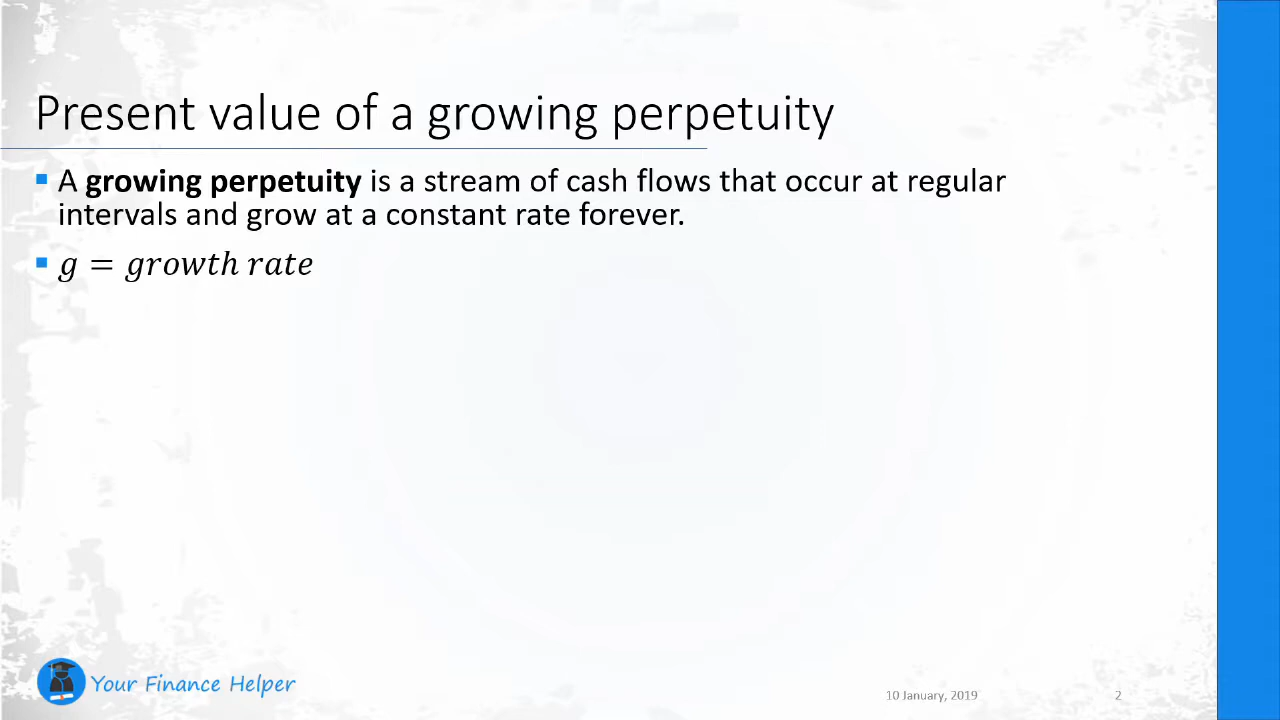 Present value of a growing perpetuity
▪ A growing perpetuity is a stream of cash flows that occur at regular
intervals and grow at a constant rate forever.
▪ g = growth rate
Your Finance Helper
10 January, 2019
2